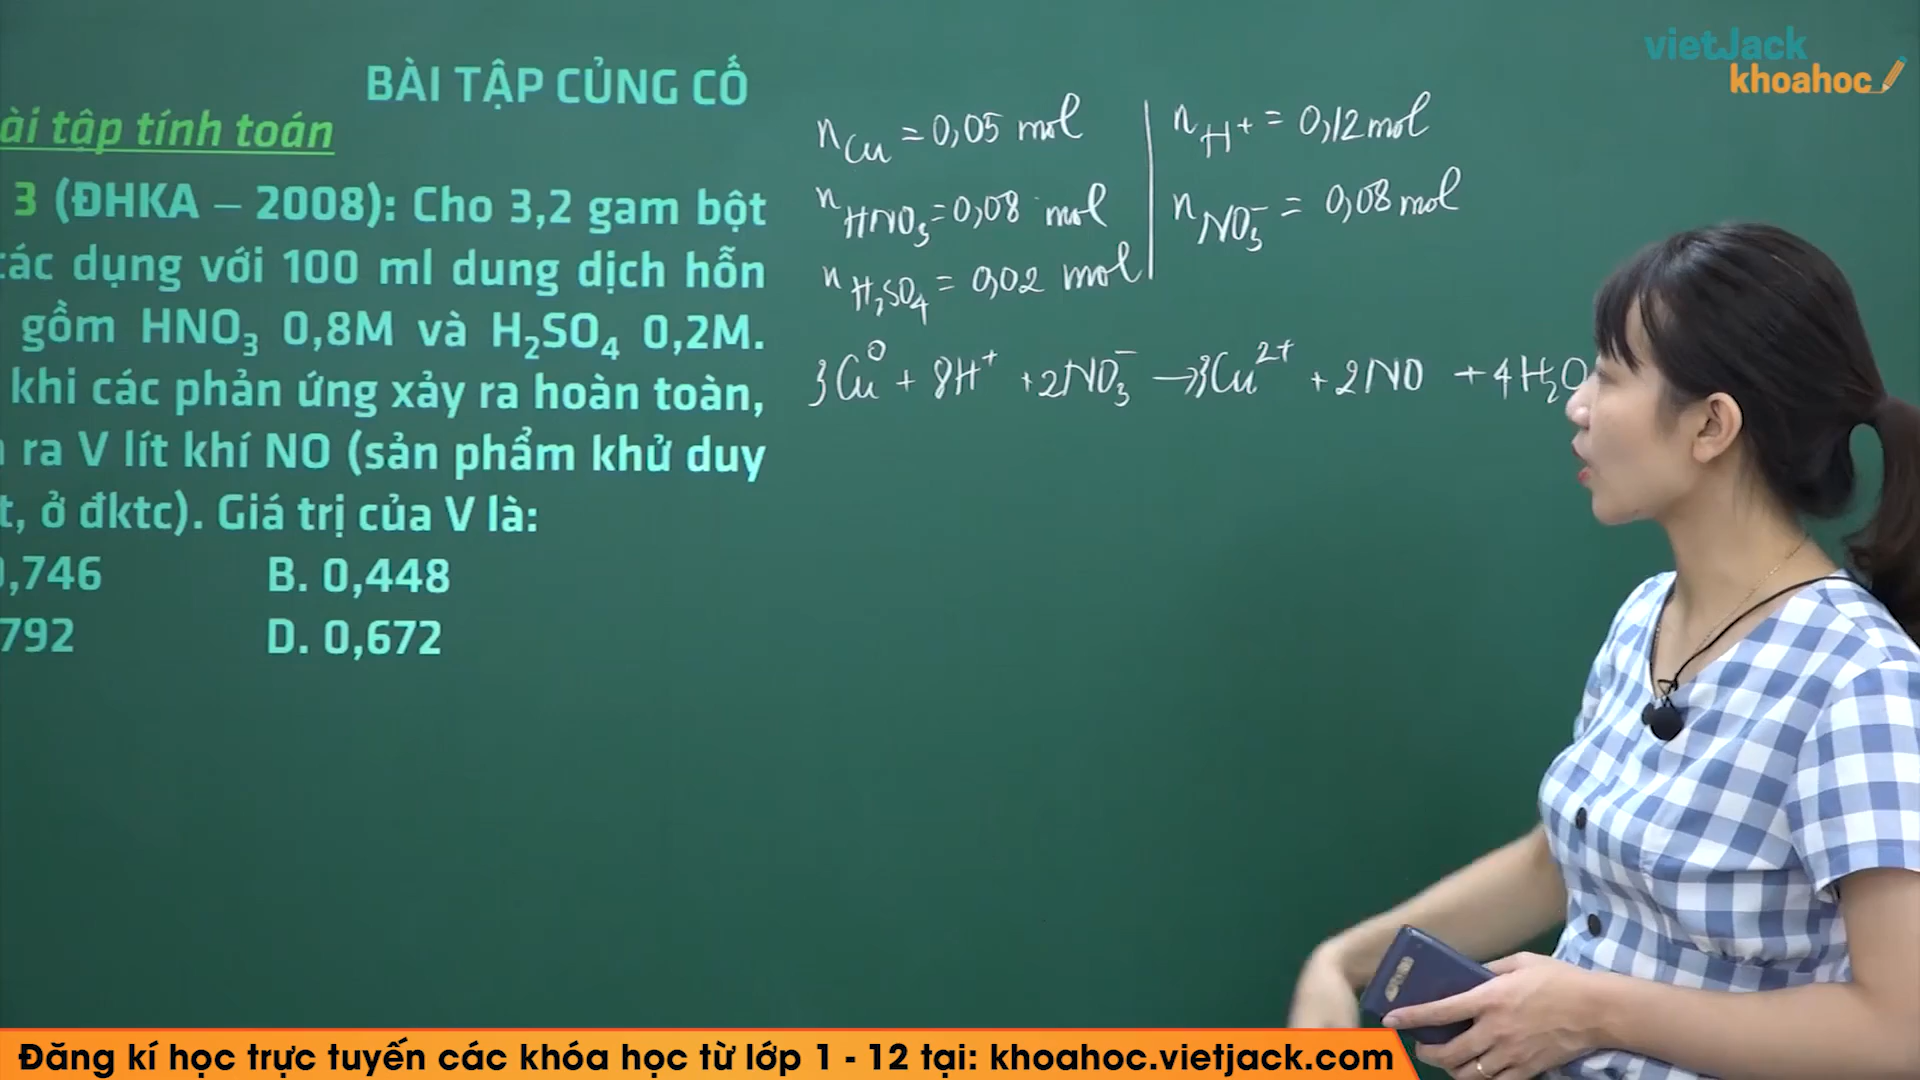 vietJack
khoahoc
BÀI TẬP CỦNG CỐ
ài tập tính toán
3 (ĐHKA – 2008): Cho 3,2 gam bột
tác dụng với 100 ml dung dịch hỗn
gồm HNO₃ 0,8M và H₂SO₄ 0,2M.
khi các phản ứng xảy ra hoàn toàn,
ra V lít khí NO (sản phẩm khử duy
t, ở đktc). Giá trị của V là:
0,746 B. 0,448
792 D. 0,672
n Cu = 0,05 mol
n HNO₃ = 0,08 mol
n H₂SO₄ = 0,02 mol
n H⁺ = 0,12 mol
n NO₃⁻ = 0,08 mol
3Cu⁰ + 8H⁺ + 2NO₃⁻ → 3Cu²⁺ + 2NO + 4H₂O
Đăng kí học trực tuyến các khóa học từ lớp 1 - 12 tại: khoahoc.vietjack.com